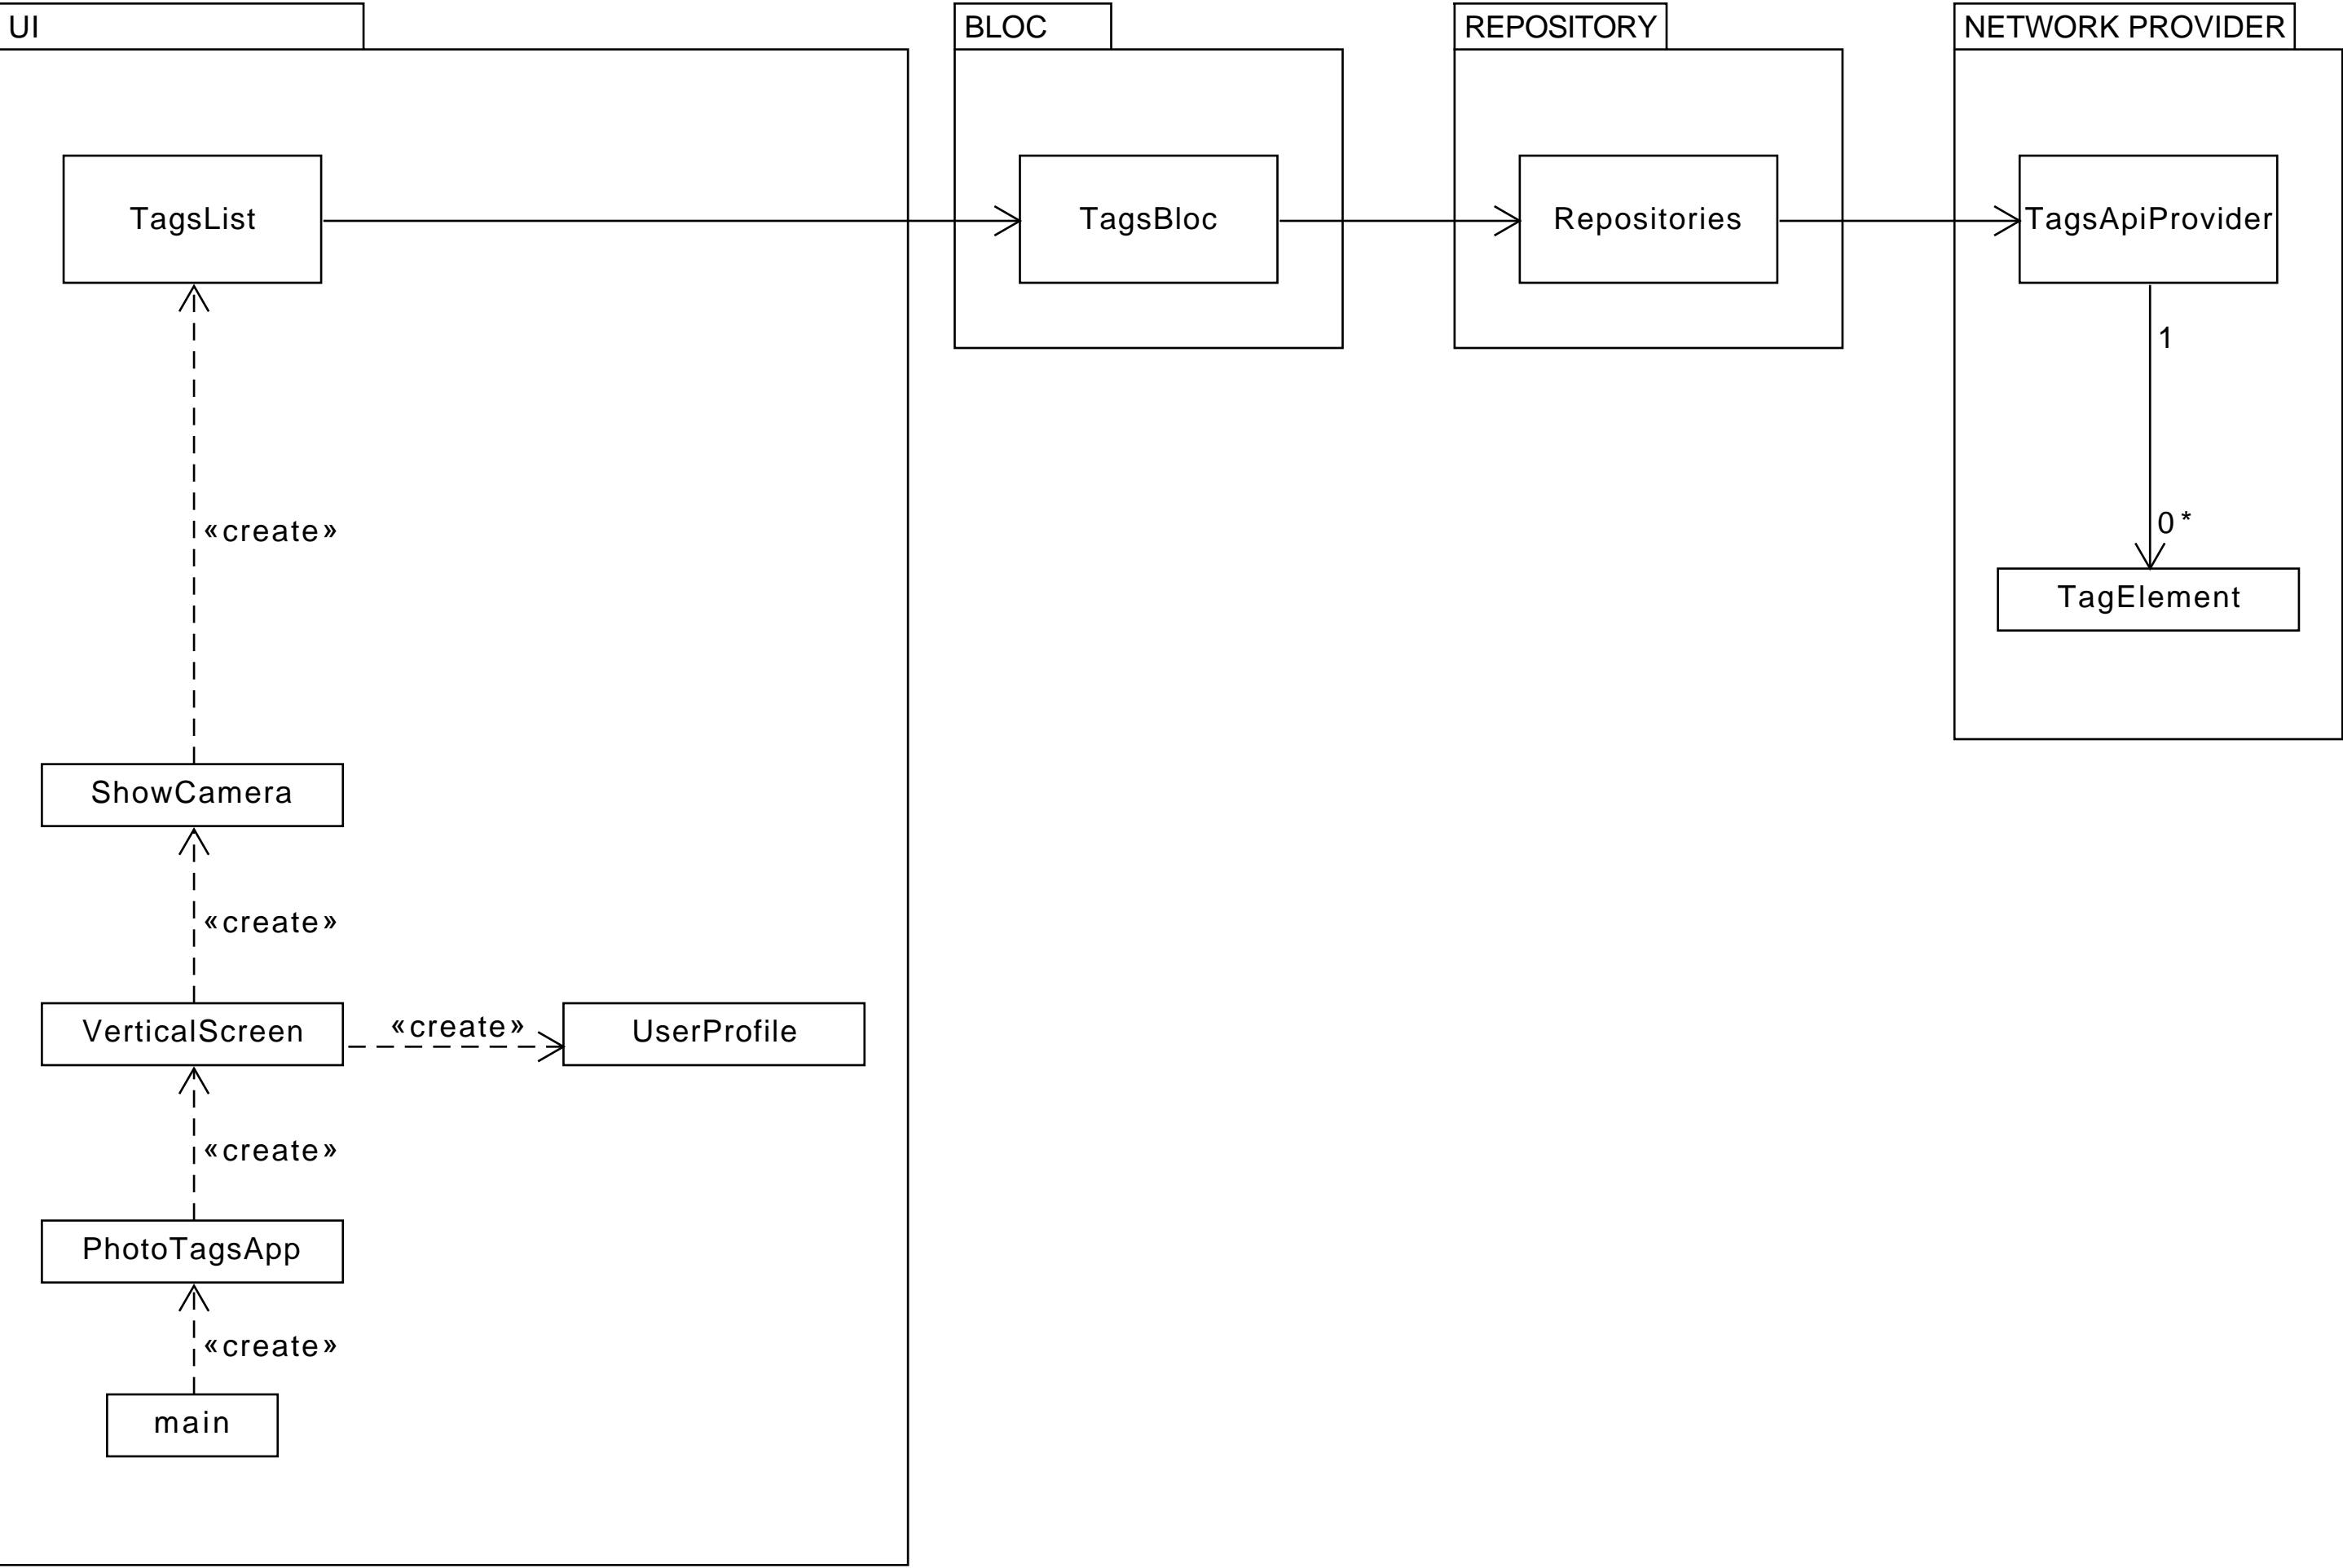 UI
BLOC
REPOSITORY
NETWORK PROVIDER
TagsList
TagsBloc
Repositories
TagsApiProvider
1
0*
TagElement
«create»
ShowCamera
«create»
VerticalScreen
«create»
UserProfile
«create»
PhotoTagsApp
«create»
main